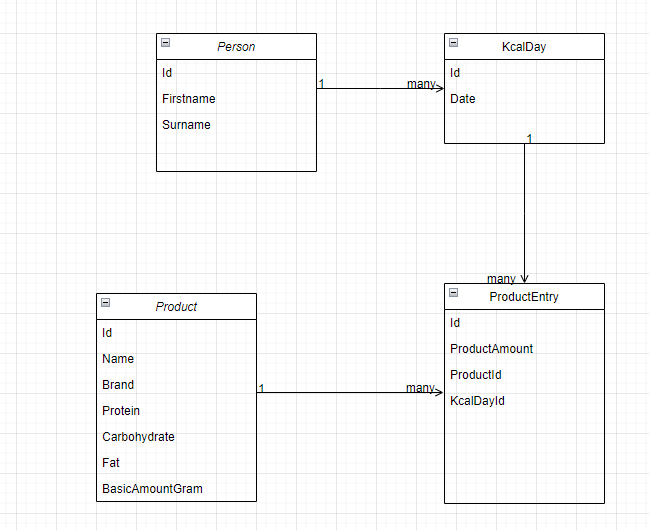 Person
Id
Firstname
Surname
1
many
KcalDay
Id
Date
1
many
Product
Id
Name
Brand
Protein
Carbohydrate
Fat
BasicAmountGram
1
many
ProductEntry
Id
ProductAmount
ProductId
KcalDayId